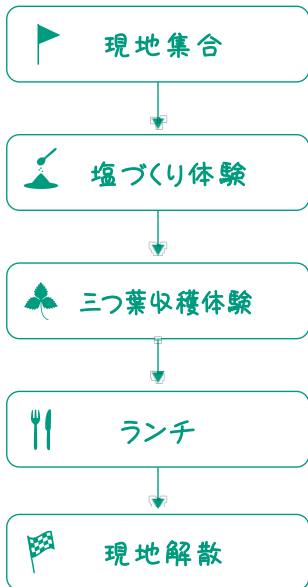 現地集合
塩づくり体験
三つ葉収穫体験
ランチ
現地解散